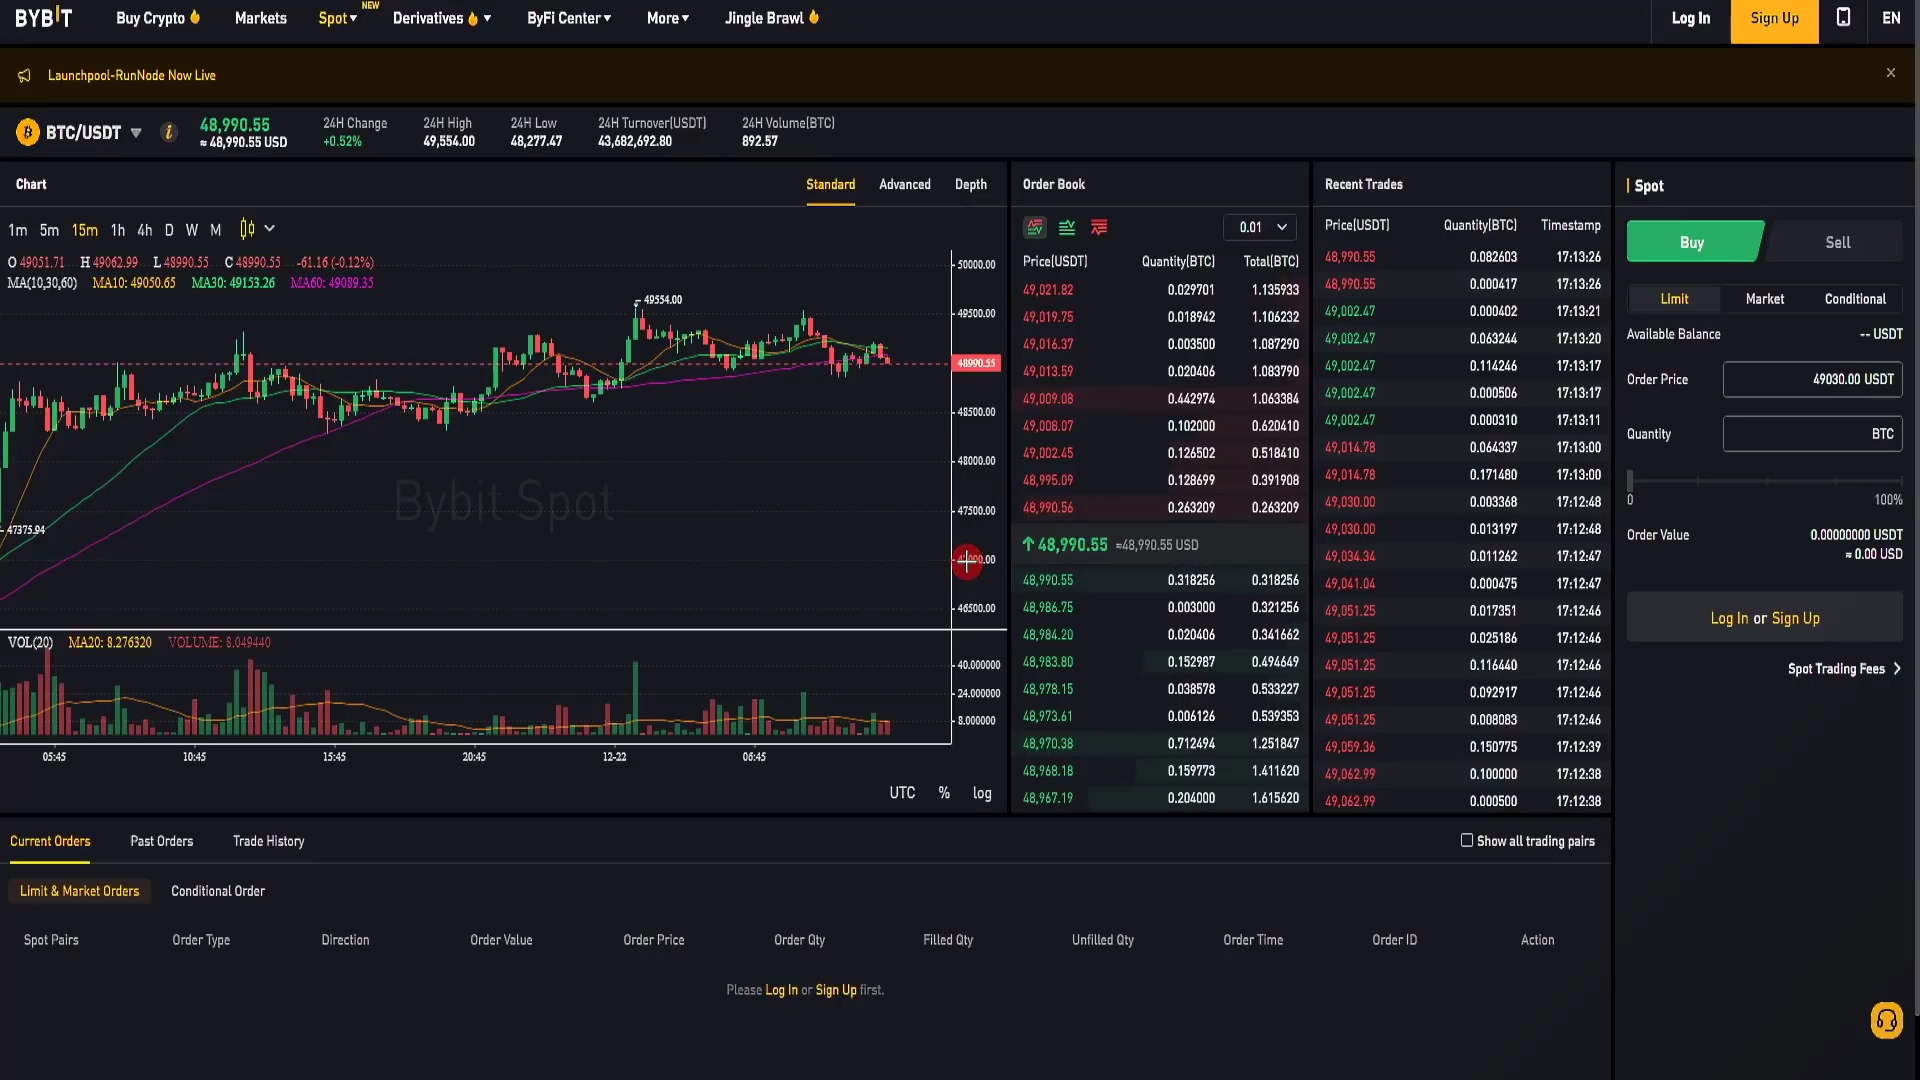 BYBIT Buy Crypto Markets Spot NEW Derivatives ByFi Center More Jingle Brawl Log In Sign Up EN
Launchpool-RunNode Now Live
BTC/USDT
48,990.55
≈ 48,990.55 USD
24H Change
+0.52%
24H High
49,554.00
24H Low
48,277.47
24H Turnover(USDT)
43,682,692.80
24H Volume(BTC)
892.57
Chart Standard Advanced Depth
1m 5m 15m 1h 4h D W M
O 49051.71 H 49062.99 L 48990.55 C 48990.55 -61.16 (-0.12%)
MA(10,30,60) MA10: 49050.65 MA30: 49153.26 MA60: 49089.35
50000.00
49554.00
49500.00
48990.55
48500.00
48000.00
Bybit Spot
47500.00
47375.94
46500.00
VOL(20) MA20: 8.276320 VOLUME: 8.049440
40.000000
24.000000
8.000000
05:45 10:45 15:45 20:45 12-22 06:45
UTC % log
Order Book
0.01
Price(USDT) Quantity(BTC) Total(BTC)
49,021.82 0.029701 1.135933
49,019.75 0.018942 1.106232
49,016.37 0.003500 1.087290
49,013.59 0.020406 1.083790
49,009.08 0.442974 1.063384
49,008.07 0.102000 0.620410
49,002.45 0.126502 0.518410
48,995.09 0.128699 0.391908
48,990.56 0.263209 0.263209
↑ 48,990.55 ≈48,990.55 USD
48,990.55 0.318256 0.318256
48,986.75 0.003000 0.321256
48,984.20 0.020406 0.341662
48,983.80 0.152987 0.494649
48,978.15 0.038578 0.533227
48,973.61 0.006126 0.539353
48,970.38 0.712494 1.251847
48,968.18 0.159773 1.411620
48,967.19 0.204000 1.615620
Recent Trades
Price(USDT) Quantity(BTC) Timestamp
48,990.55 0.082603 17:13:26
48,990.55 0.000417 17:13:26
49,002.47 0.000402 17:13:21
49,002.47 0.063244 17:13:20
49,002.47 0.114246 17:13:17
49,002.47 0.000506 17:13:17
49,002.47 0.000310 17:13:11
49,014.78 0.064337 17:13:00
49,014.78 0.171480 17:13:00
49,030.00 0.003368 17:12:48
49,030.00 0.013197 17:12:48
49,034.34 0.011262 17:12:47
49,041.04 0.000475 17:12:47
49,051.25 0.017351 17:12:46
49,051.25 0.025186 17:12:46
49,051.25 0.116440 17:12:46
49,051.25 0.092917 17:12:46
49,051.25 0.008083 17:12:46
49,059.36 0.150775 17:12:39
49,062.99 0.100000 17:12:38
49,062.99 0.000500 17:12:38
Spot
Buy Sell
Limit Market Conditional
Available Balance -- USDT
Order Price 49030.00 USDT
Quantity BTC
0 100%
Order Value 0.00000000 USDT
≈ 0.00 USD
Log In or Sign Up
Spot Trading Fees
Current Orders Past Orders Trade History Show all trading pairs
Limit & Market Orders Conditional Order
Spot Pairs Order Type Direction Order Value Order Price Order Qty Filled Qty Unfilled Qty Order Time Order ID Action
Please Log In or Sign Up first.